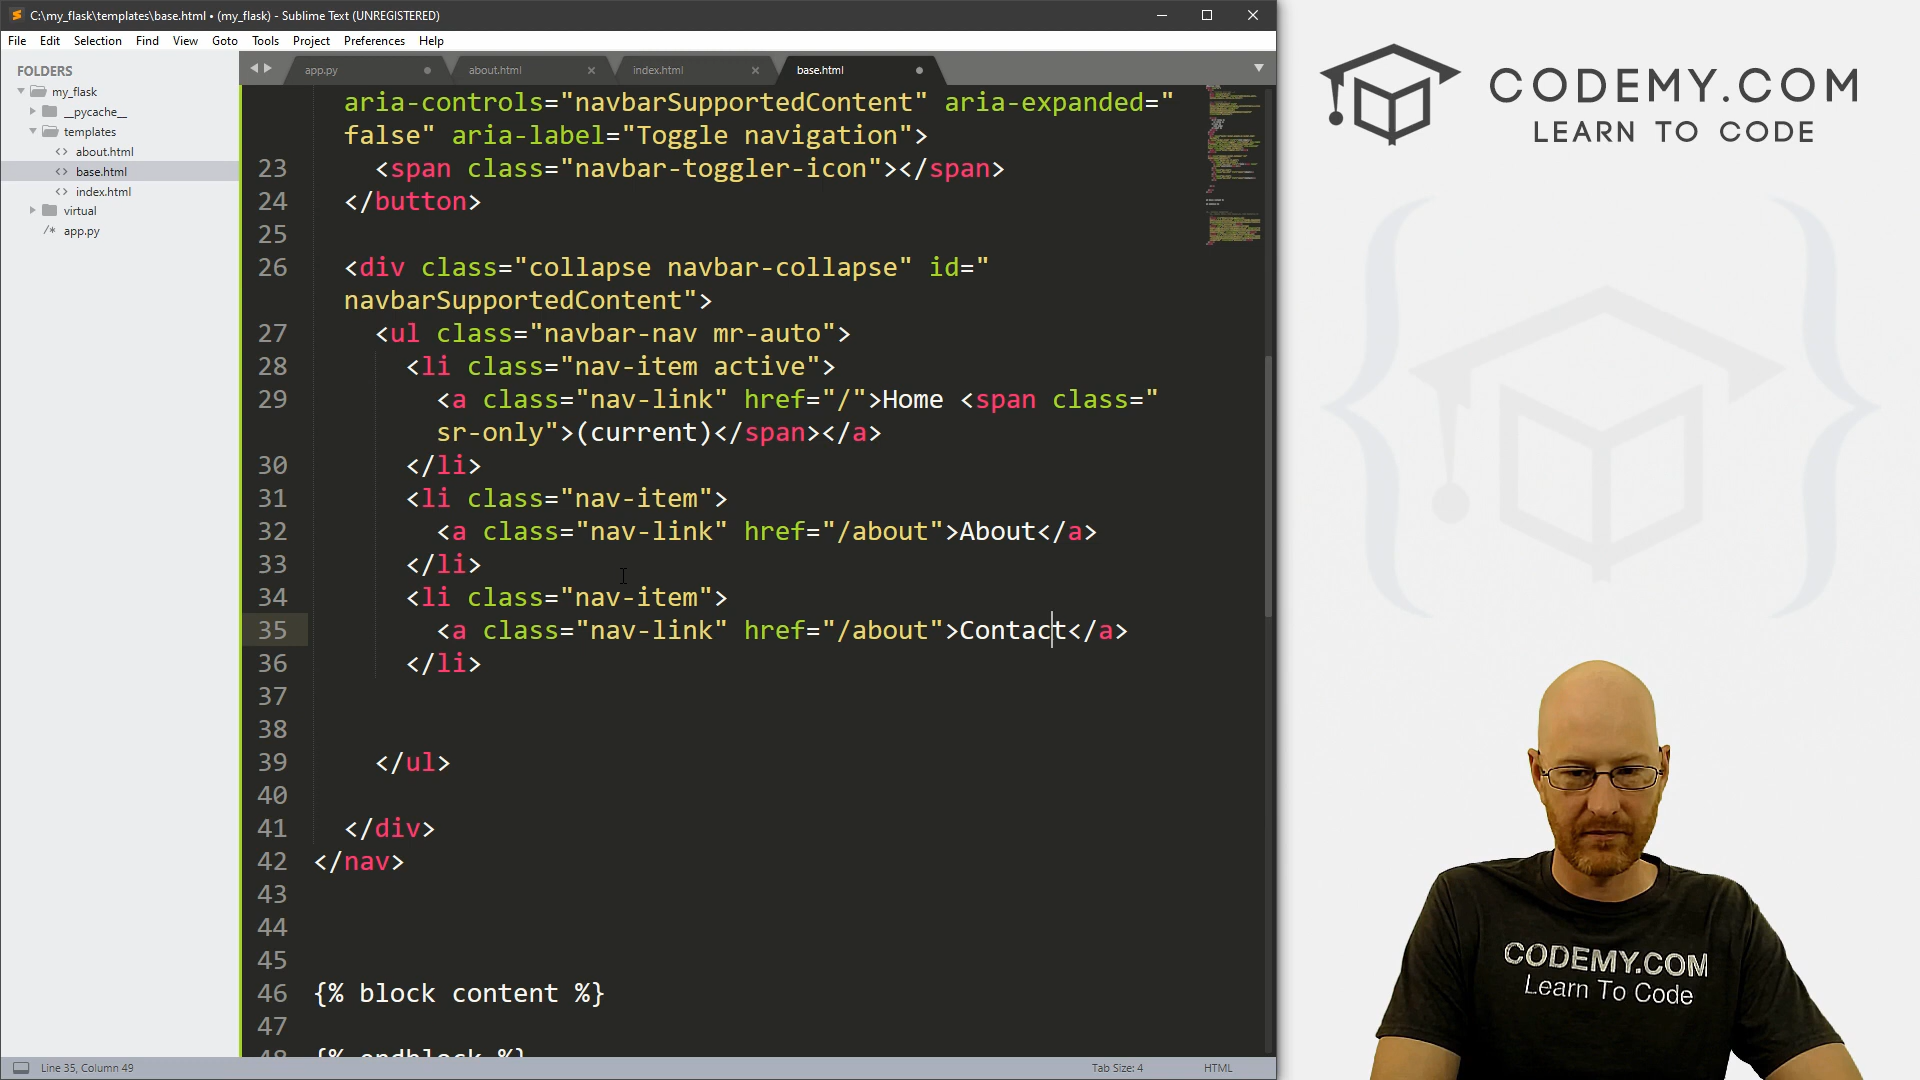 C:\my_flask\templates\base.html • (my_flask) - Sublime Text (UNREGISTERED)
File Edit Selection Find View Goto Tools Project Preferences Help
FOLDERS
my_flask
__pycache__
templates
about.html
base.html
index.html
virtual
app.py
app.py about.html index.html base.html
aria-controls="navbarSupportedContent" aria-expanded="
false" aria-label="Toggle navigation">
23 <span class="navbar-toggler-icon"></span>
24 </button>
25
26 <div class="collapse navbar-collapse" id="
navbarSupportedContent">
27 <ul class="navbar-nav mr-auto">
28 <li class="nav-item active">
29 <a class="nav-link" href="/">Home <span class="
sr-only">(current)</span></a>
30 </li>
31 <li class="nav-item">
32 <a class="nav-link" href="/about">About</a>
33 </li>
34 <li class="nav-item">
35 <a class="nav-link" href="/about">Contact</a>
36 </li>
37
38
39 </ul>
40
41 </div>
42 </nav>
43
44
45
46 {% block content %}
47
48 {% endblock %}
Line 35, Column 49
Tab Size: 4
HTML
CODEMY.COM
LEARN TO CODE
CODEMY.COM
Learn To Code